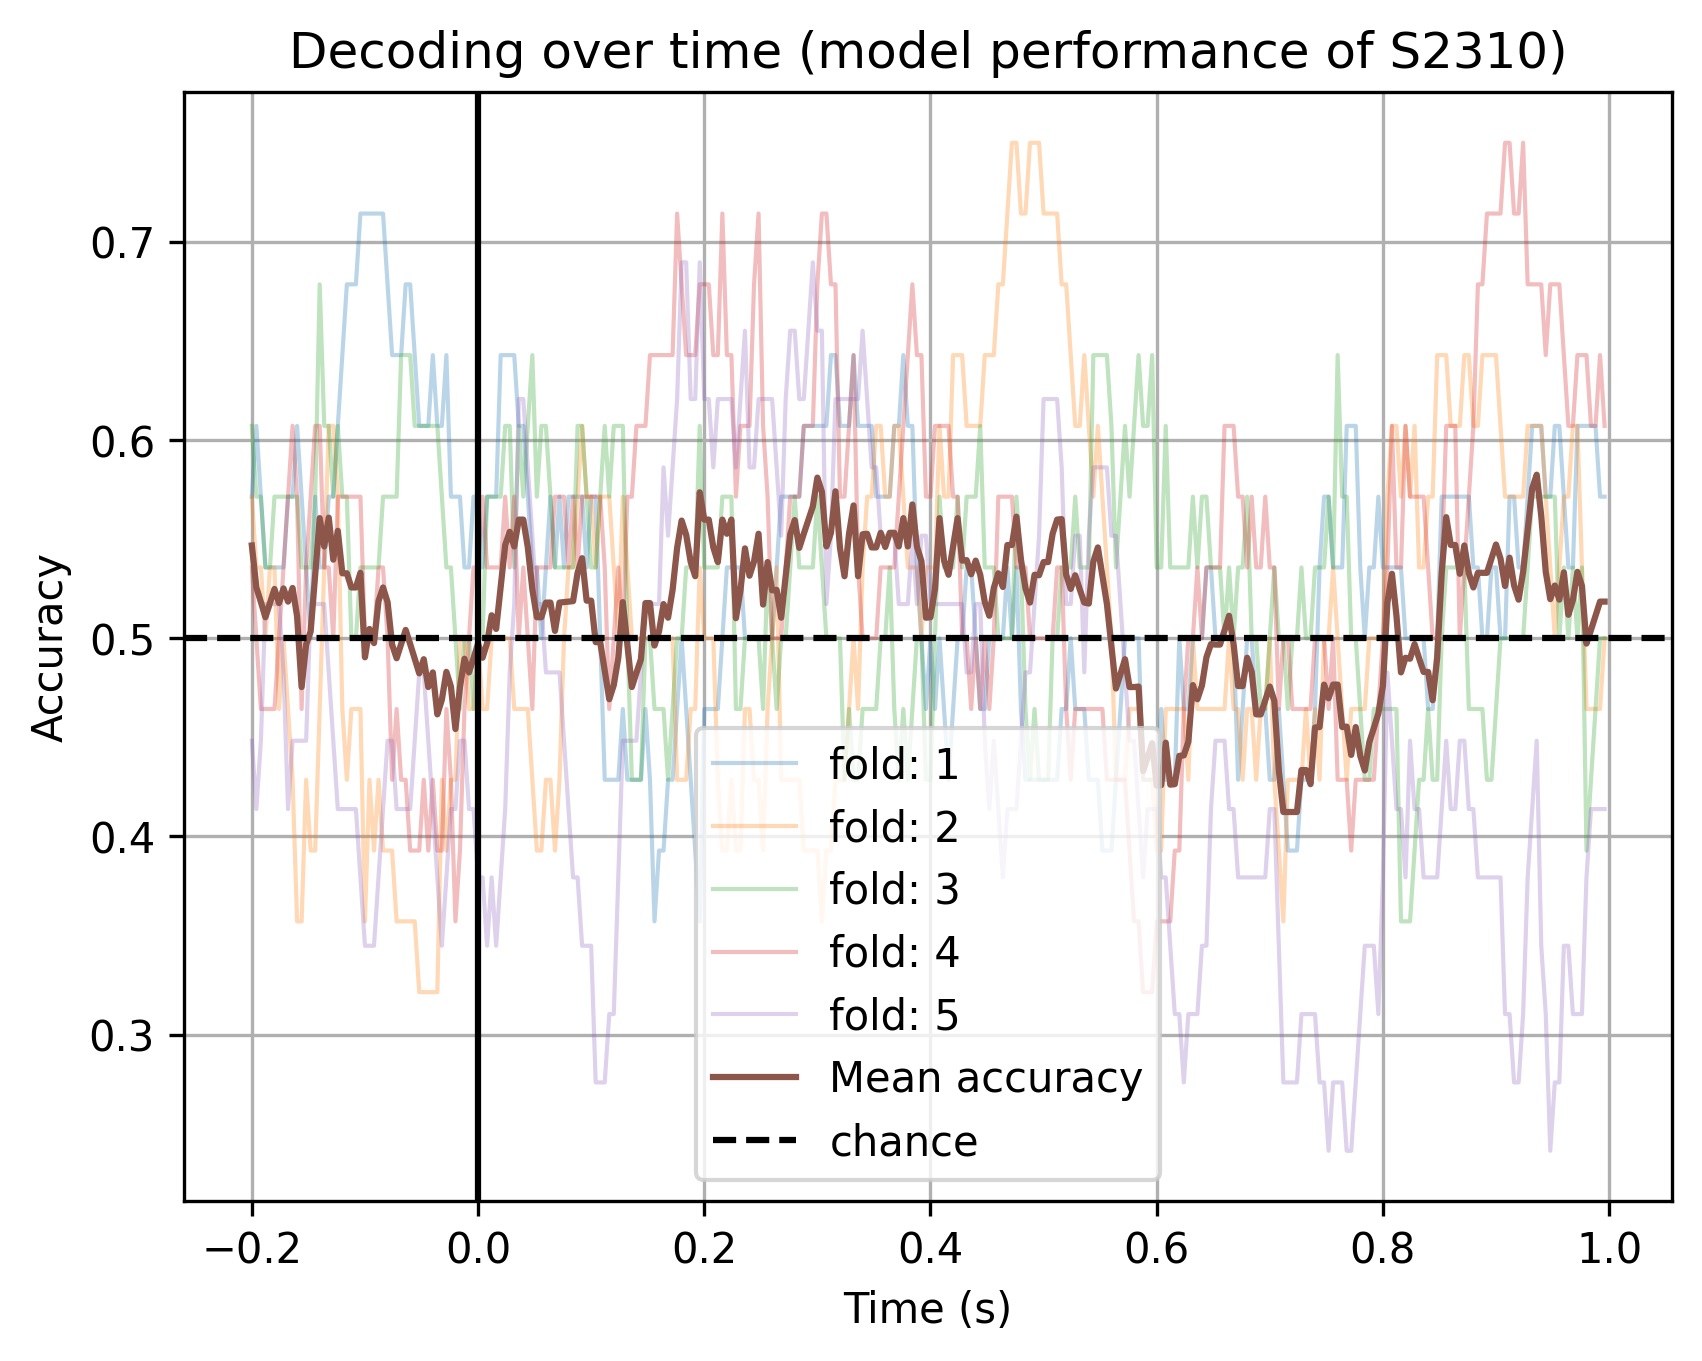 Decoding over time (model performance of S2310)
Accuracy
0.7
0.6
0.5
0.4
0.3
fold: 1
fold: 2
fold: 3
fold: 4
fold: 5
Mean accuracy
chance
−0.2 0.0 0.2 0.4 0.6 0.8 1.0
Time (s)